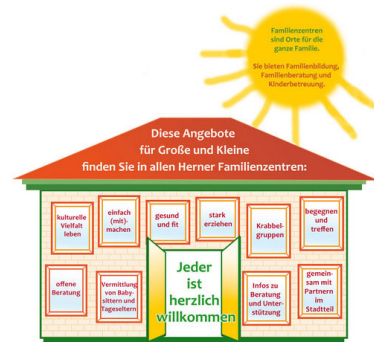 Familienzentren
sind Orte für die
ganze Familie.
Sie bieten Familienbildung,
Familienberatung und
Kinderbetreuung.
Diese Angebote
für Große und Kleine
finden Sie in allen Herner Familienzentren:
kulturelle
Vielfalt
leben
einfach
(mit)-
machen
gesund
und fit
stark
erziehen
Krabbel-
gruppen
begegnen
und
treffen
offene
Beratung
Vermittlung
von Baby-
sittern und
Tageseltern
Jeder
ist
herzlich
willkommen
Infos zu
Beratung
und Unter-
stützung
gemein-
sam mit
Partnern
im
Stadtteil